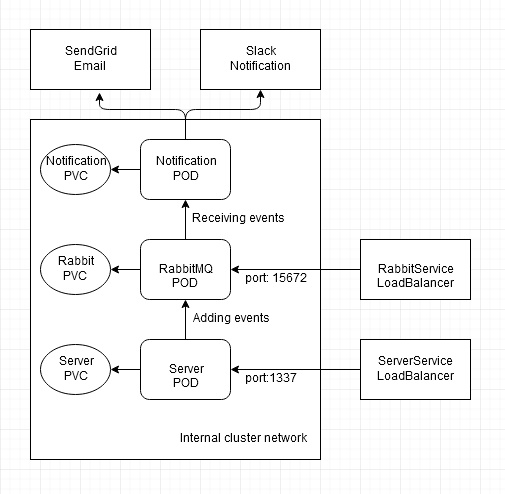 SendGrid
Email
Slack
Notification
Notification
PVC
Notification
POD
Receiving events
Rabbit
PVC
RabbitMQ
POD
port: 15672
RabbitService
LoadBalancer
Adding events
Server
PVC
Server
POD
port:1337
ServerService
LoadBalancer
Internal cluster network